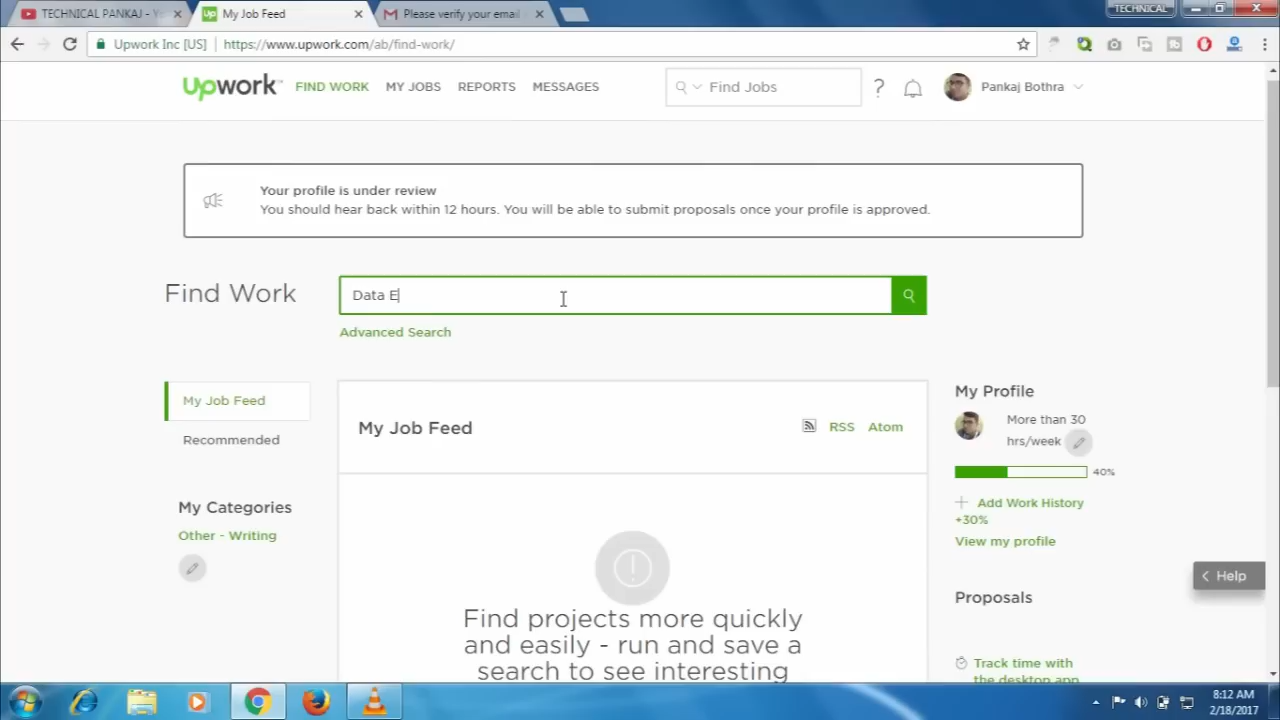 TECHNICAL PANKAJ - Y
My Job Feed
Please verify your email
TECHNICAL
Upwork Inc [US]
https://www.upwork.com/ab/find-work/
Upwork
FIND WORK
MY JOBS
REPORTS
MESSAGES
Find Jobs
?
Pankaj Bothra
Your profile is under review
You should hear back within 12 hours. You will be able to submit proposals once your profile is approved.
Find Work
Data E
Advanced Search
My Job Feed
Recommended
My Categories
Other - Writing
My Job Feed
RSS
Atom
Find projects more quickly
and easily - run and save a
search to see interesting
My Profile
More than 30
hrs/week
40%
Add Work History
+30%
View my profile
Help
Proposals
Track time with
the desktop app
8:12 AM
2/18/2017